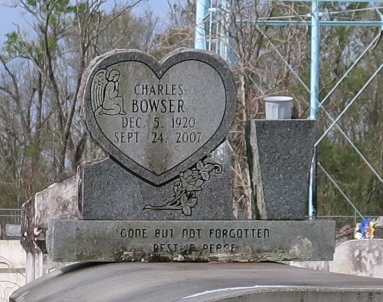 CHARLES
BOWSER
DEC. 5, 1920
SEPT. 24, 2007
GONE BUT NOT FORGOTTEN
REST IN PEACE